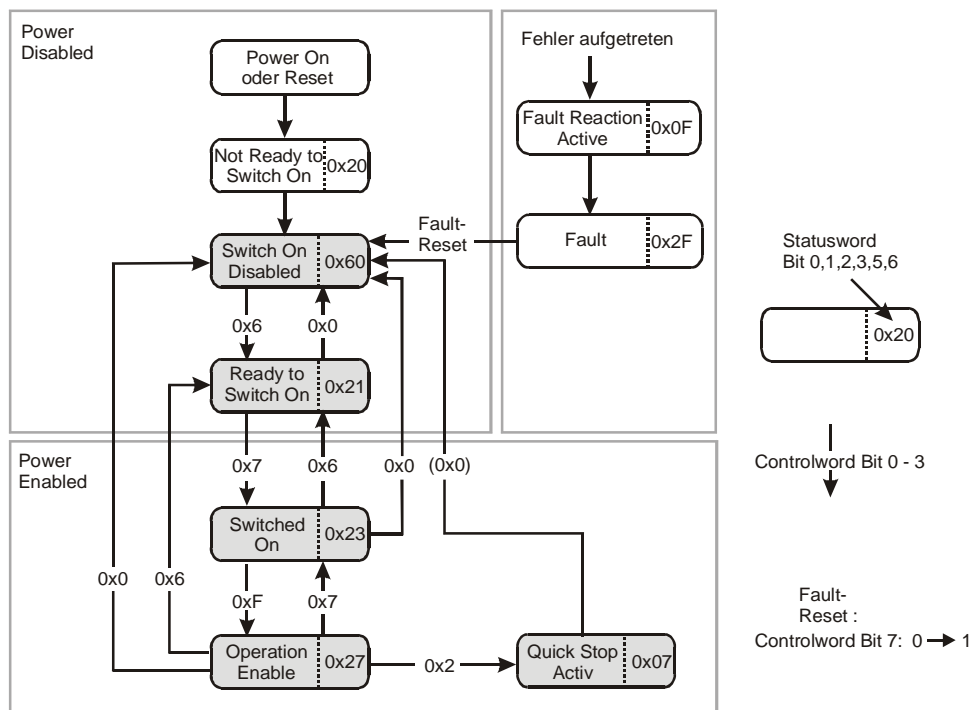 Power
Disabled
Power On
oder Reset
Not Ready to
Switch On
0x20
Switch On
Disabled
0x60
0x6
0x0
Ready to
Switch On
0x21
Fehler aufgetreten
Fault Reaction
Active
0x0F
Fault
0x2F
Fault-
Reset
Power
Enabled
0x7
0x6
0x0
(0x0)
Switched
On
0x23
0x0
0x6
0xF
0x7
Operation
Enable
0x27
0x2
Quick Stop
Activ
0x07
Statusword
Bit 0,1,2,3,5,6
0x20
Controlword Bit 0 - 3
Fault-
Reset :
Controlword Bit 7: 0 → 1